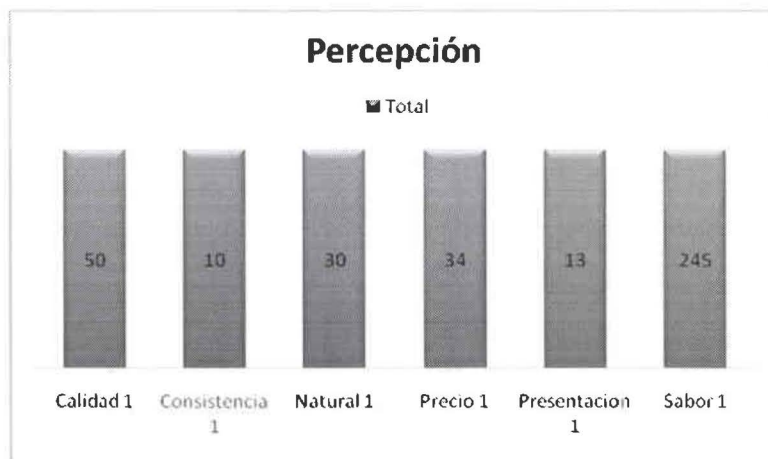 Percepción
Total
50 10 30 34 13 245
Calidad 1 Consistencia 1 Natural 1 Precio 1 Presentacion 1 Sabor 1